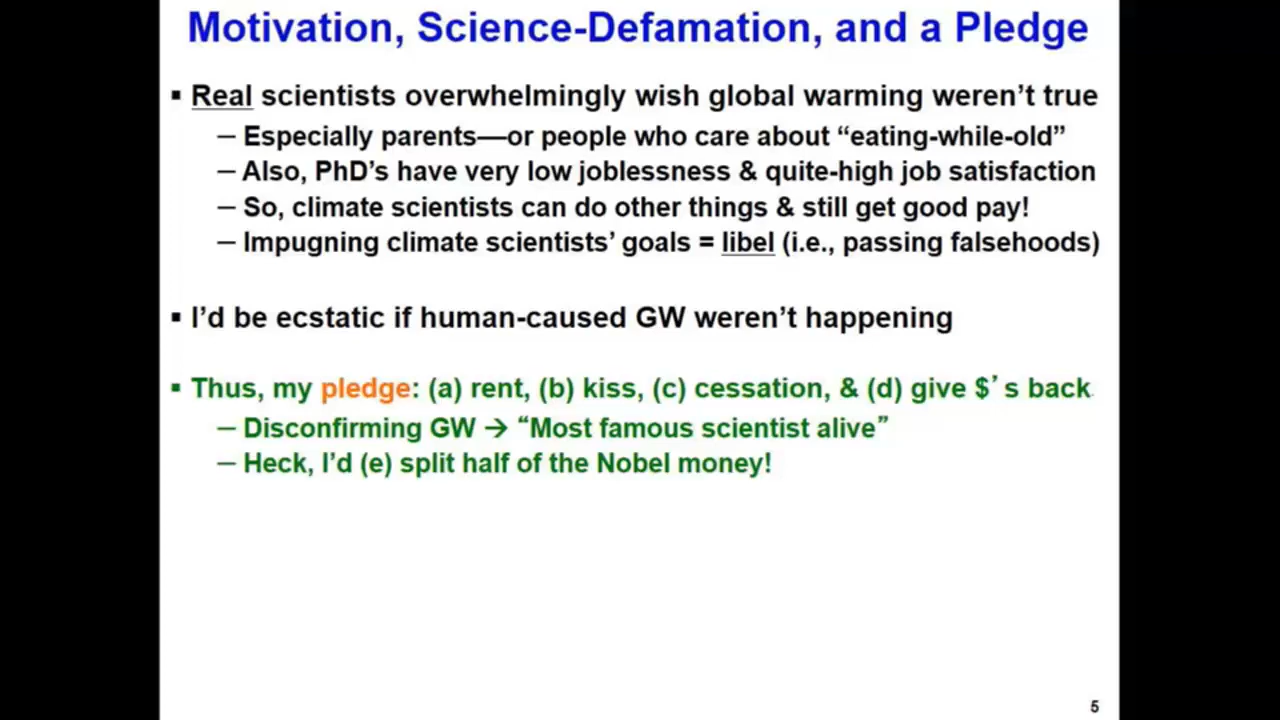 Motivation, Science-Defamation, and a Pledge
▪ Real scientists overwhelmingly wish global warming weren’t true
– Especially parents—or people who care about “eating-while-old”
– Also, PhD’s have very low joblessness & quite-high job satisfaction
– So, climate scientists can do other things & still get good pay!
– Impugning climate scientists’ goals = libel (i.e., passing falsehoods)
▪ I’d be ecstatic if human-caused GW weren’t happening
▪ Thus, my pledge: (a) rent, (b) kiss, (c) cessation, & (d) give $’s back
– Disconfirming GW → “Most famous scientist alive”
– Heck, I’d (e) split half of the Nobel money!
5